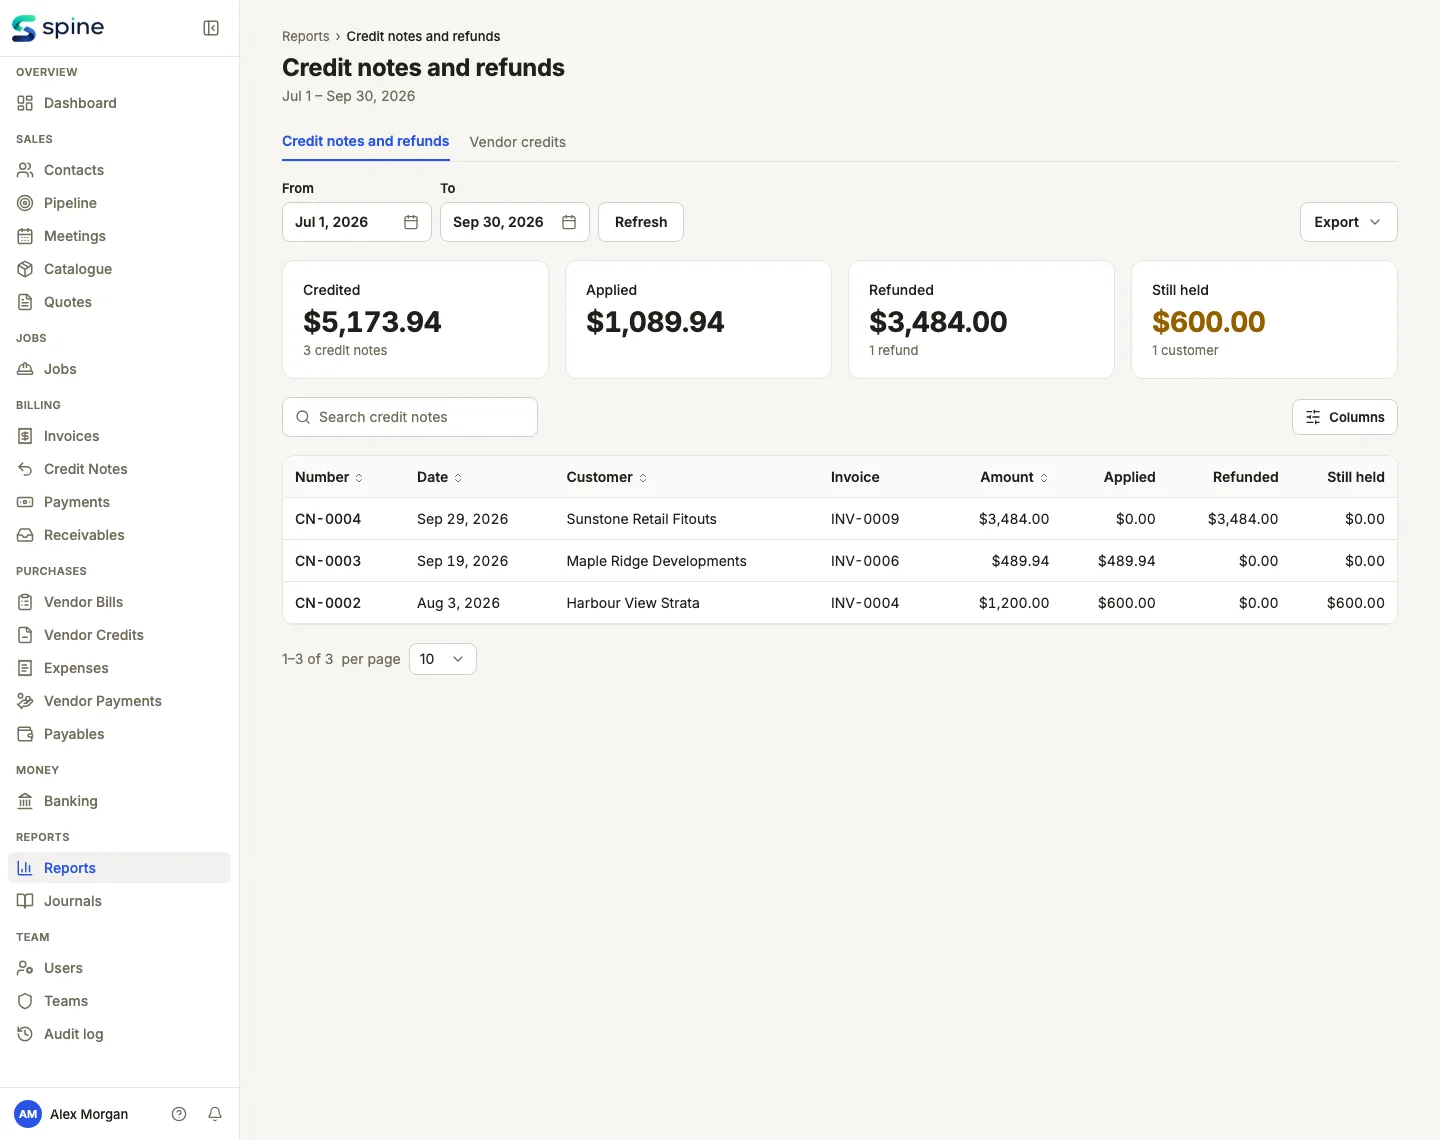 spine
OVERVIEW
Dashboard
SALES
Contacts
Pipeline
Meetings
Catalogue
Quotes
JOBS
Jobs
BILLING
Invoices
Credit Notes
Payments
Receivables
PURCHASES
Vendor Bills
Vendor Credits
Expenses
Vendor Payments
Payables
MONEY
Banking
REPORTS
Reports
Journals
TEAM
Users
Teams
Audit log
AM Alex Morgan
Reports › Credit notes and refunds
Credit notes and refunds
Jul 1 – Sep 30, 2026
Credit notes and refunds Vendor credits
From To
Jul 1, 2026 Sep 30, 2026 Refresh Export
Credited Applied Refunded Still held
$5,173.94 $1,089.94 $3,484.00 $600.00
3 credit notes 1 refund 1 customer
Search credit notes Columns
Number Date Customer Invoice Amount Applied Refunded Still held
CN-0004 Sep 29, 2026 Sunstone Retail Fitouts INV-0009 $3,484.00 $0.00 $3,484.00 $0.00
CN-0003 Sep 19, 2026 Maple Ridge Developments INV-0006 $489.94 $489.94 $0.00 $0.00
CN-0002 Aug 3, 2026 Harbour View Strata INV-0004 $1,200.00 $600.00 $0.00 $600.00
1–3 of 3 per page 10